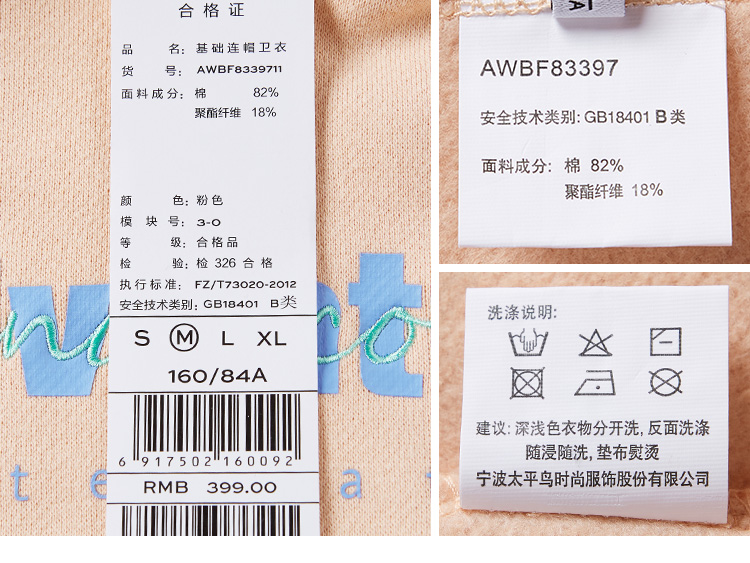 合格证
品 名: 基础连帽卫衣
货 号: AWBF8339711
面料成分: 棉 82%
聚酯纤维 18%
颜 色: 粉色
模 块 号: 3-0
等 级: 合格品
检 验: 检 326 合格
执行标准: FZ/T73020-2012
安全技术类别: GB18401 B类
S M L XL
160/84A
6 917502 160092
RMB 399.00
A
AWBF83397
安全技术类别: GB18401 B类
面料成分: 棉 82%
聚酯纤维 18%
洗涤说明:
建议: 深浅色衣物分开洗, 反面洗涤
随浸随洗, 垫布熨烫
宁波太平鸟时尚服饰股份有限公司